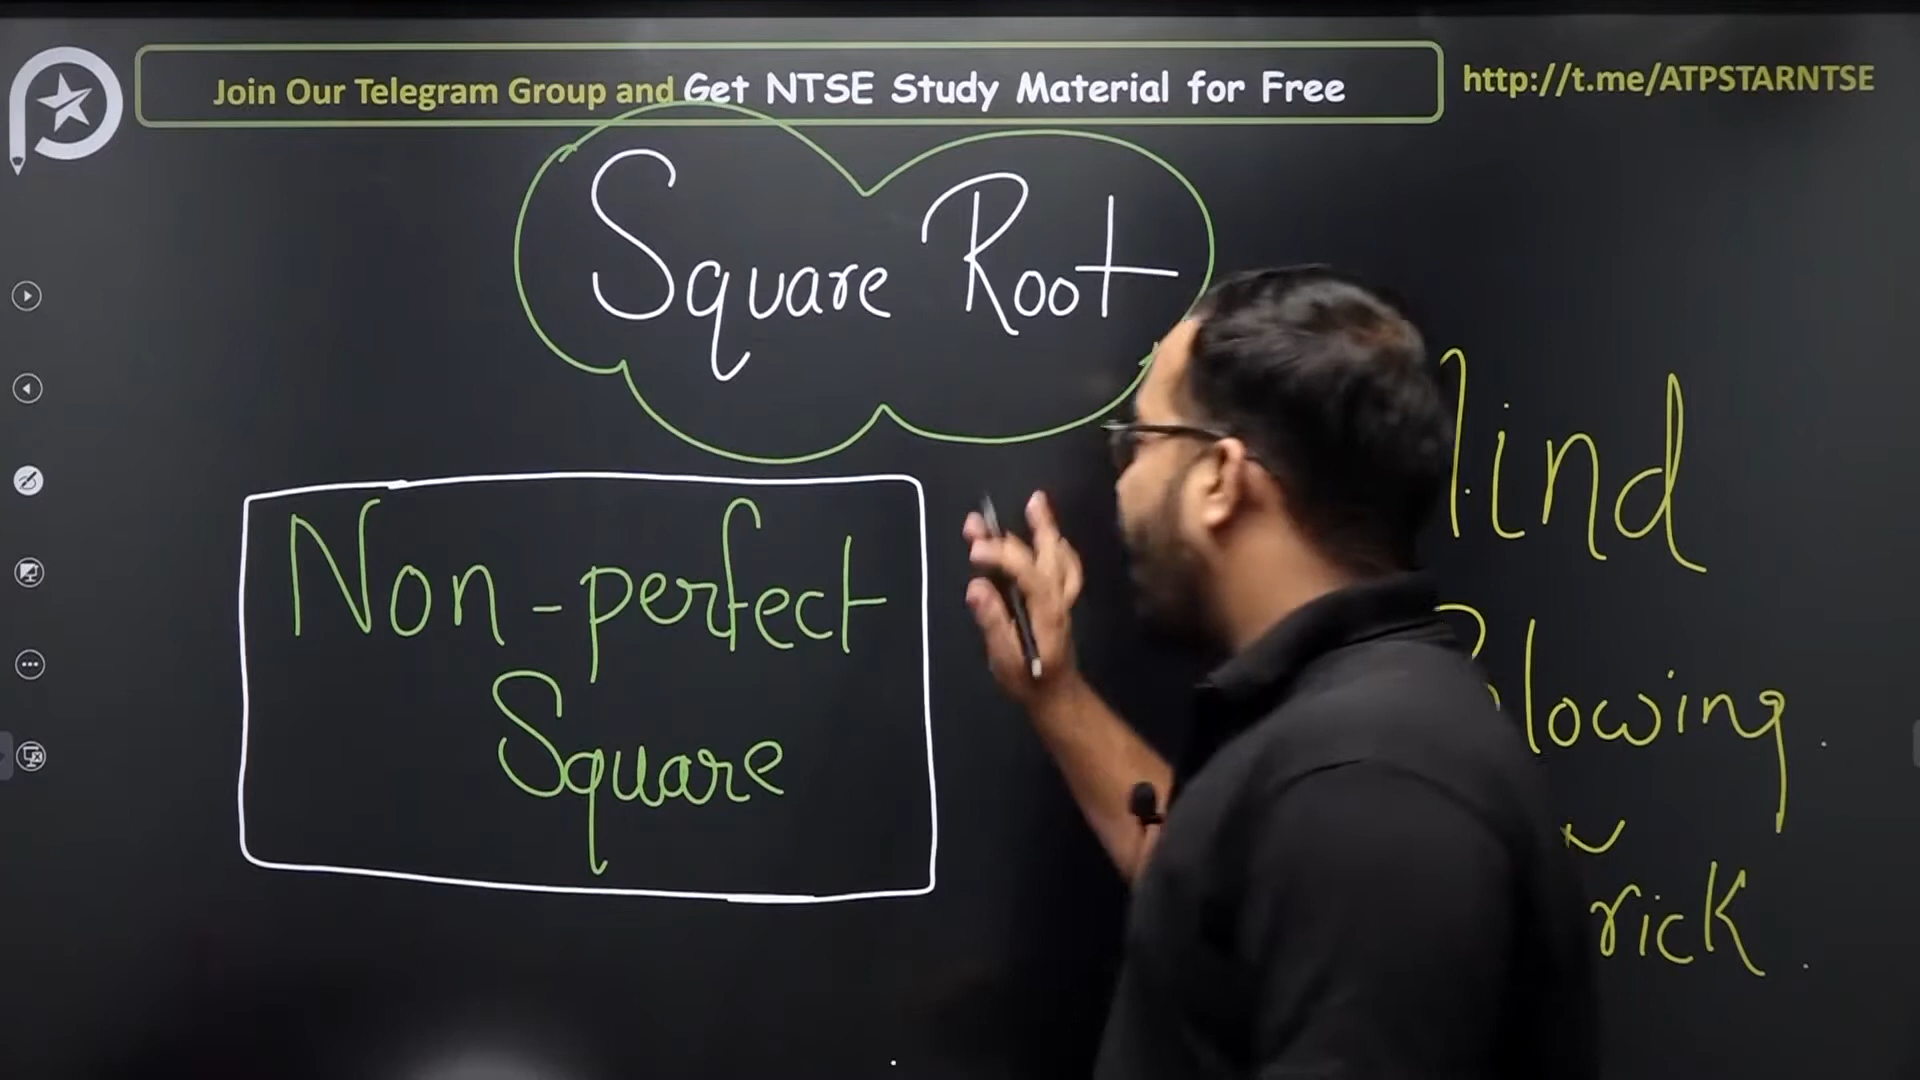 Join Our Telegram Group and Get NTSE Study Material for Free
http://t.me/ATPSTARNTSE
Square Root
Non-perfect
Square
ind
lowing.
rick.